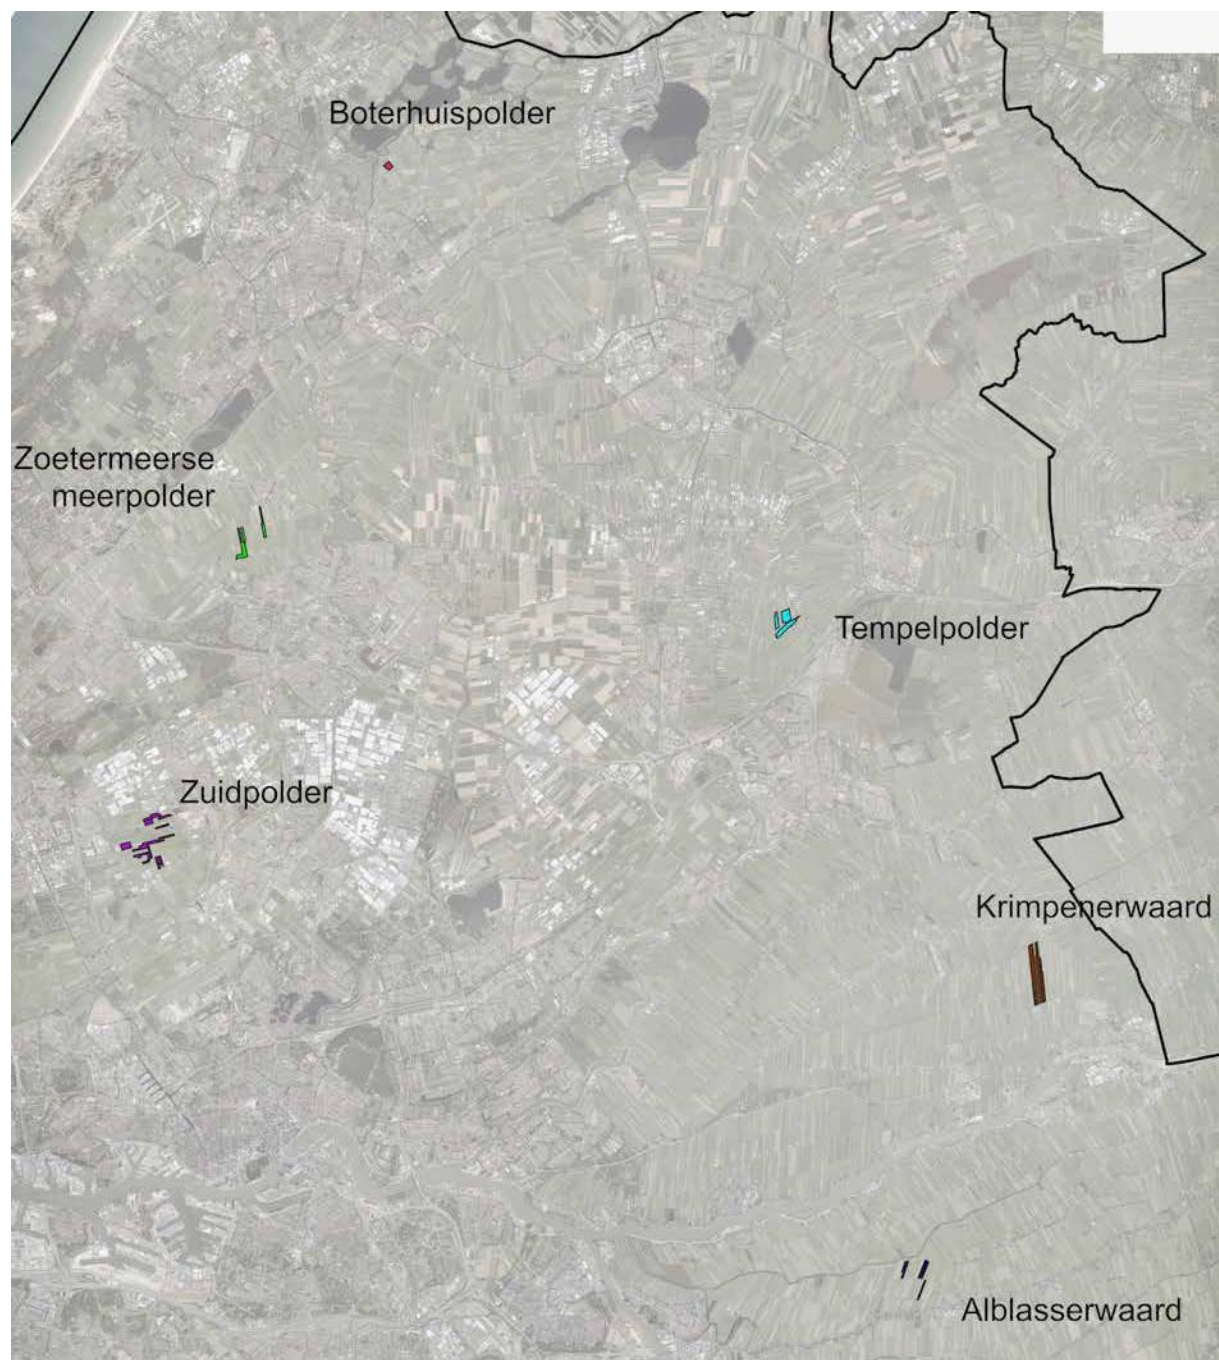 Boterhuispolder
Zoetermeerse
meerpolder
Tempelpolder
Zuidpolder
Krimpenerwaard
Alblasserwaard